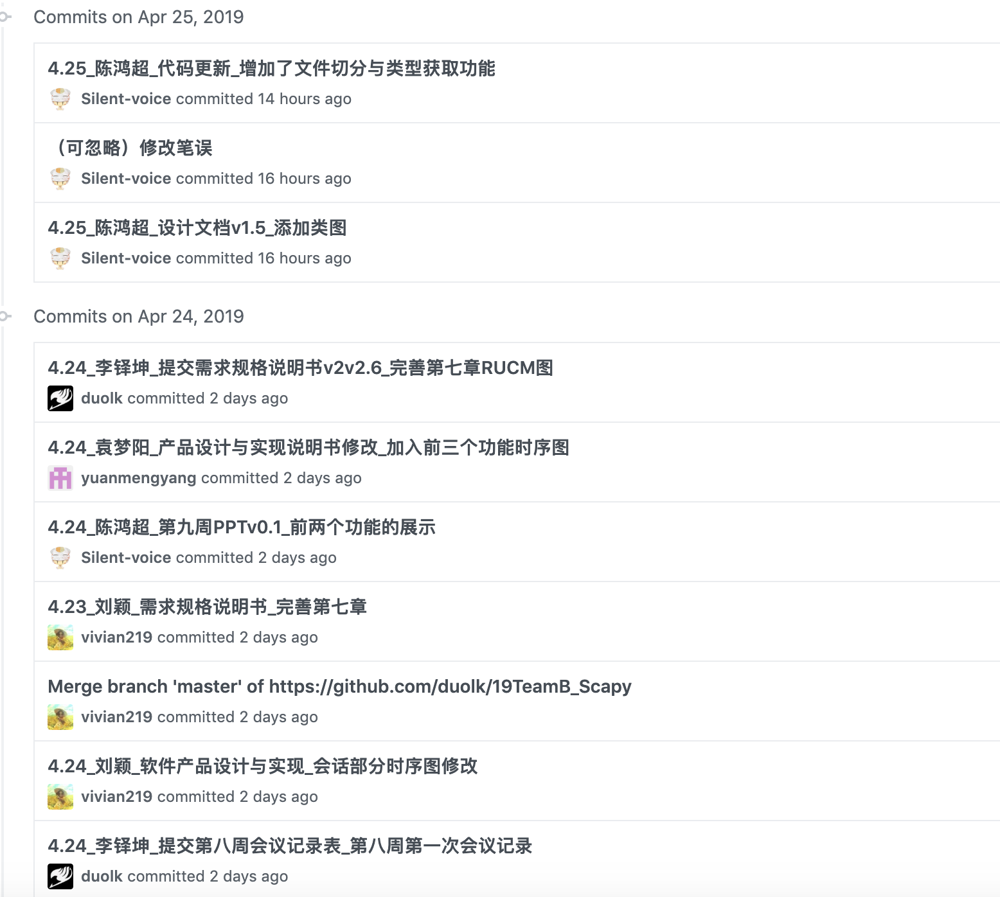 Commits on Apr 25, 2019
4.25_陈鸿超_代码更新_增加了文件切分与类型获取功能
Silent-voice committed 14 hours ago
（可忽略）修改笔误
Silent-voice committed 16 hours ago
4.25_陈鸿超_设计文档v1.5_添加类图
Silent-voice committed 16 hours ago
Commits on Apr 24, 2019
4.24_李铎坤_提交需求规格说明书v2v2.6_完善第七章RUCM图
duolk committed 2 days ago
4.24_袁梦阳_产品设计与实现说明书修改_加入前三个功能时序图
yuanmengyang committed 2 days ago
4.24_陈鸿超_第九周PPTv0.1_前两个功能的展示
Silent-voice committed 2 days ago
4.23_刘颖_需求规格说明书_完善第七章
vivian219 committed 2 days ago
Merge branch 'master' of https://github.com/duolk/19TeamB_Scapy
vivian219 committed 2 days ago
4.24_刘颖_软件产品设计与实现_会话部分时序图修改
vivian219 committed 2 days ago
4.24_李铎坤_提交第八周会议记录表_第八周第一次会议记录
duolk committed 2 days ago